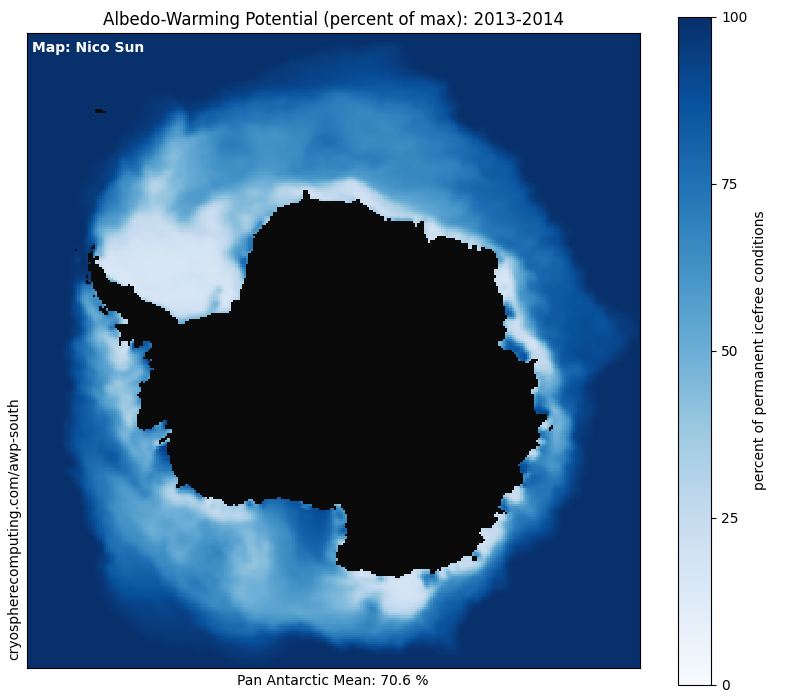 Albedo-Warming Potential (percent of max): 2013-2014
Map: Nico Sun
cryospherecomputing.com/awp-south
Pan Antarctic Mean: 70.6 %
100
75
50
25
0
percent of permanent icefree conditions